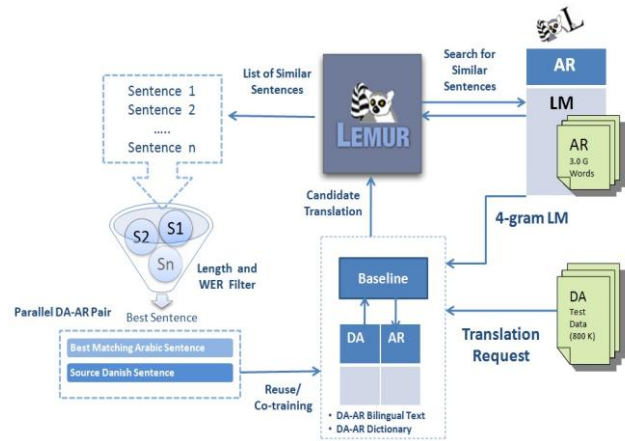 List of Similar
Sentences
Sentence 1
Sentence 2
.....
Sentence n
LEMUR
Search for
Similar
Sentences
L
AR
LM
AR
3.0 G
Words
Candidate
Translation
4-gram LM
S2
S1
Sn
Length and
WER Filter
Best Sentence
Parallel DA-AR Pair
Best Matching Arabic Sentence
Source Danish Sentence
Reuse/
Co-training
Baseline
DA
AR
• DA-AR Bilingual Text
• DA-AR Dictionary
Translation
Request
DA
Test
Data
(800 K)